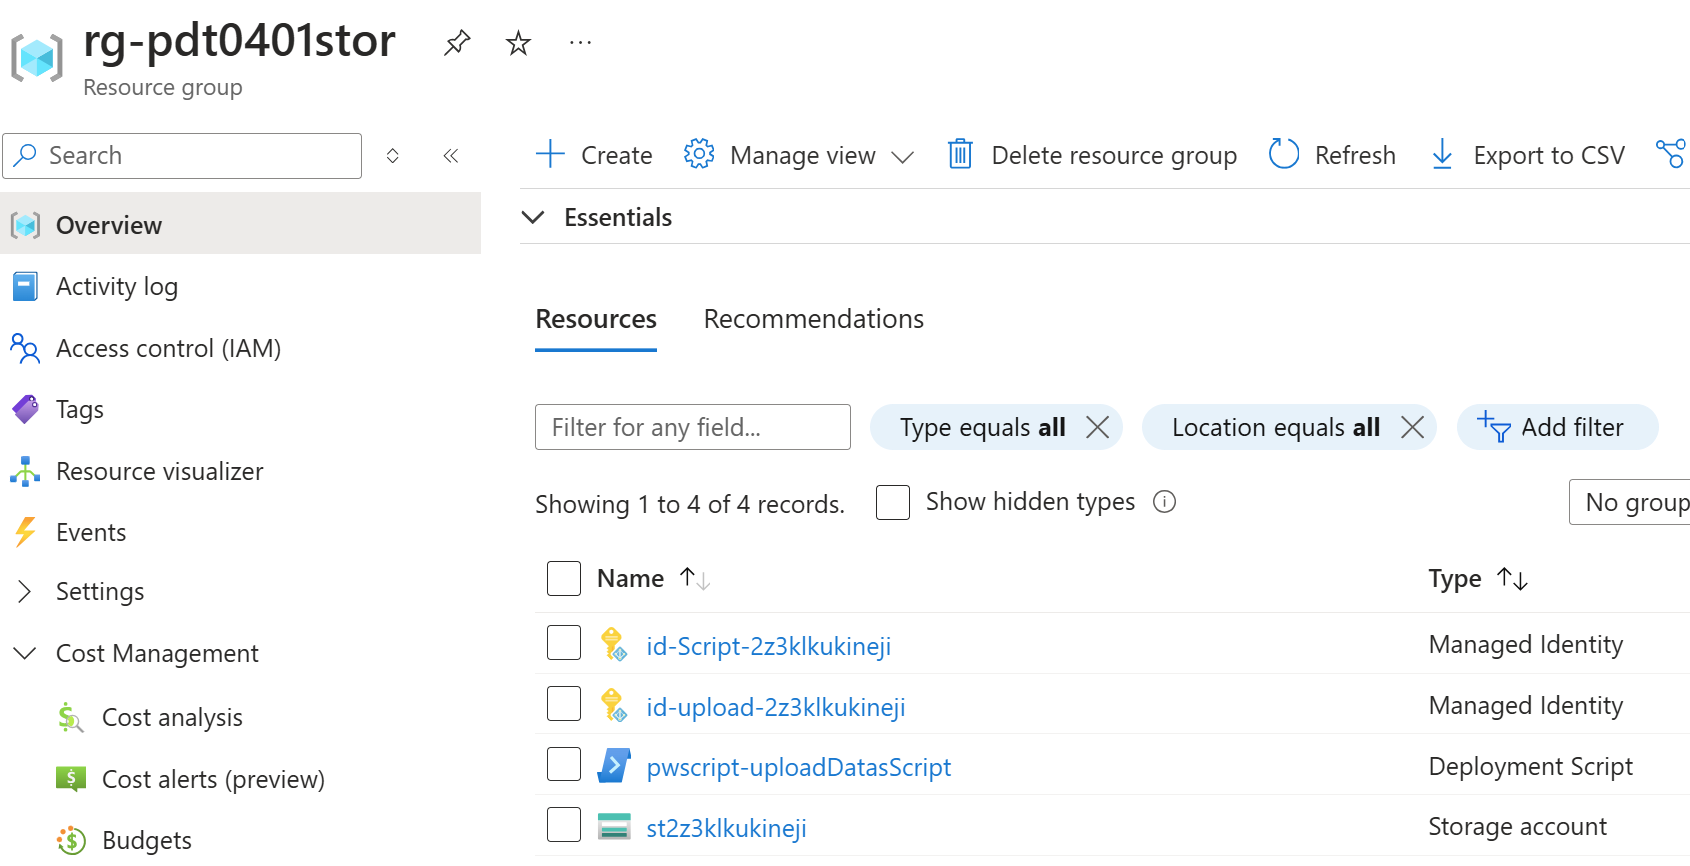 rg-pdt0401stor
Resource group
Search
Create Manage view Delete resource group Refresh Export to CSV
Overview
Activity log
Access control (IAM)
Tags
Resource visualizer
Events
Settings
Cost Management
Cost analysis
Cost alerts (preview)
Budgets
Essentials
Resources Recommendations
Filter for any field... Type equals all Location equals all Add filter
Showing 1 to 4 of 4 records. Show hidden types No group
Name Type
id-Script-2z3klkukineji Managed Identity
id-upload-2z3klkukineji Managed Identity
pwscript-uploadDatasScript Deployment Script
st2z3klkukineji Storage account